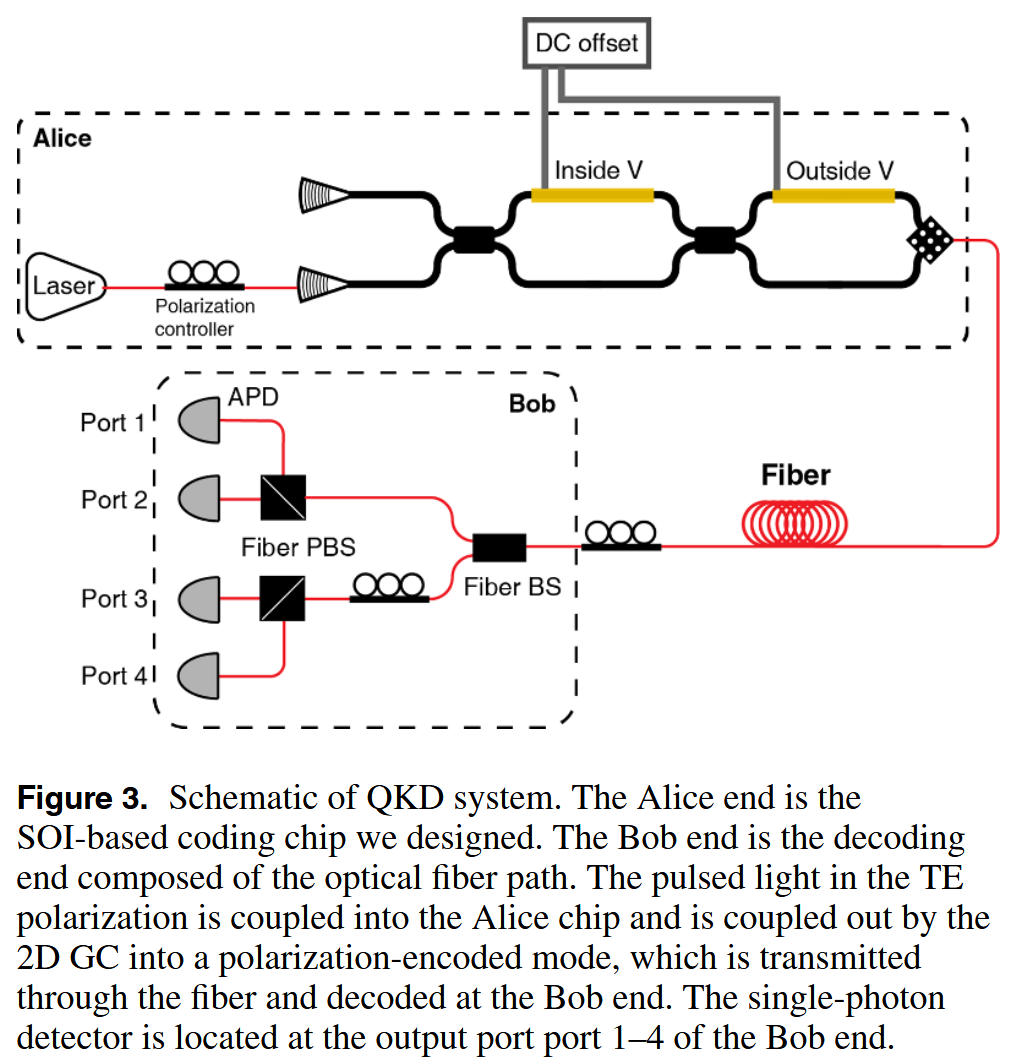 DC offset
Alice
Inside V
Outside V
Laser
Polarization
controller
APD
Bob
Port 1
Port 2
Fiber
Fiber PBS
Fiber BS
Port 3
Port 4
Figure 3. Schematic of QKD system. The Alice end is the
SOI-based coding chip we designed. The Bob end is the decoding
end composed of the optical fiber path. The pulsed light in the TE
polarization is coupled into the Alice chip and is coupled out by the
2D GC into a polarization-encoded mode, which is transmitted
through the fiber and decoded at the Bob end. The single-photon
detector is located at the output port port 1–4 of the Bob end.